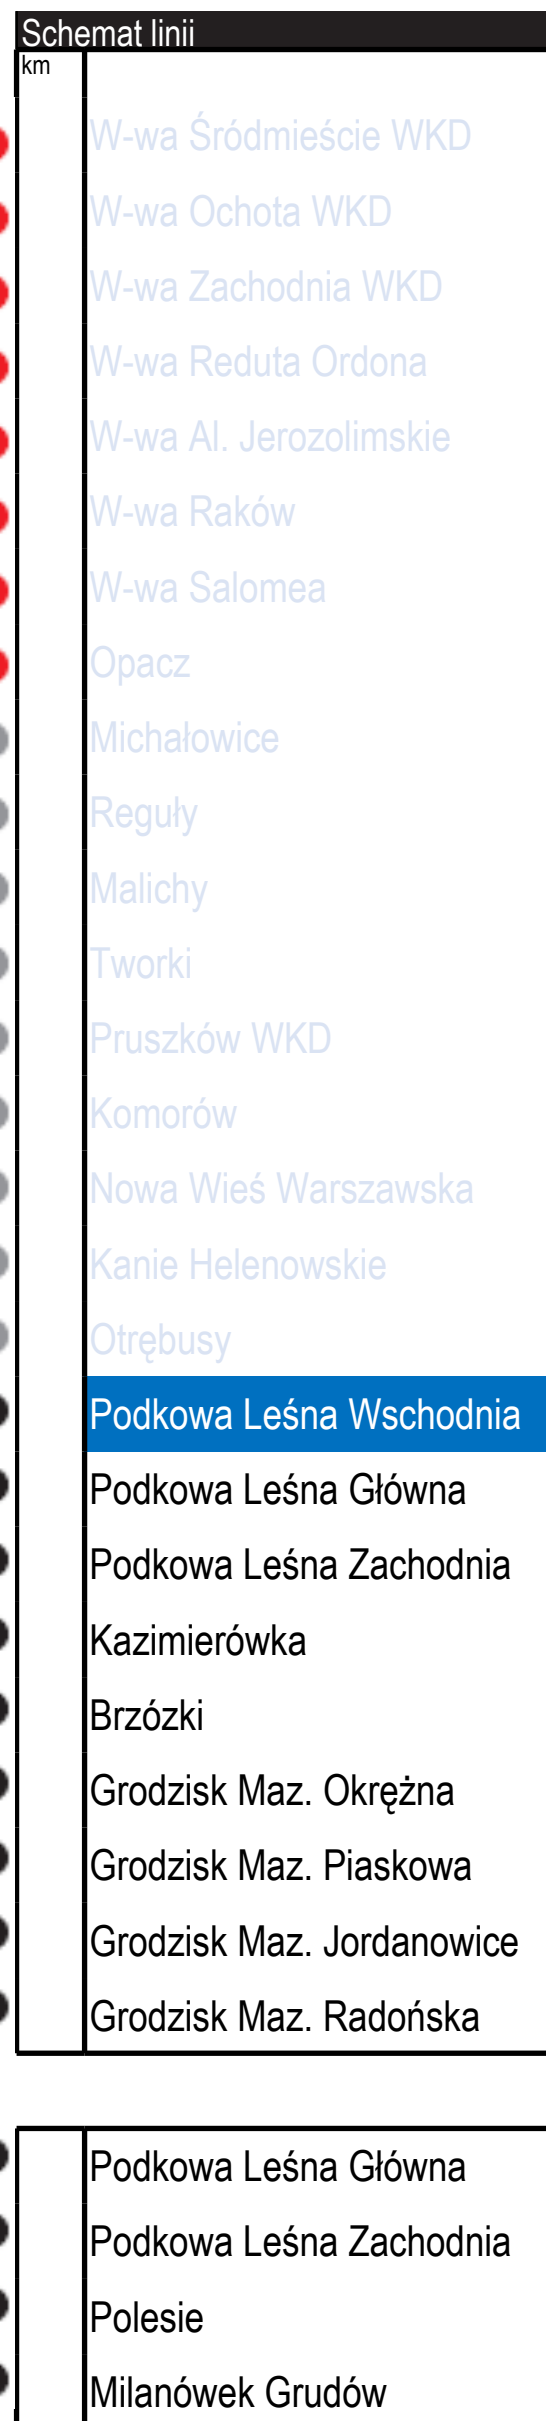 Schemat linii
km
W-wa Śródmieście WKD
W-wa Ochota WKD
W-wa Zachodnia WKD
W-wa Reduta Ordona
W-wa Al. Jerozolimskie
W-wa Raków
W-wa Salomea
Opacz
Michałowice
Reguły
Malichy
Tworki
Pruszków WKD
Komorów
Nowa Wieś Warszawska
Kanie Helenowskie
Otrębusy
Podkowa Leśna Wschodnia
Podkowa Leśna Główna
Podkowa Leśna Zachodnia
Kazimierówka
Brzózki
Grodzisk Maz. Okrężna
Grodzisk Maz. Piaskowa
Grodzisk Maz. Jordanowice
Grodzisk Maz. Radońska
Podkowa Leśna Główna
Podkowa Leśna Zachodnia
Polesie
Milanówek Grudów